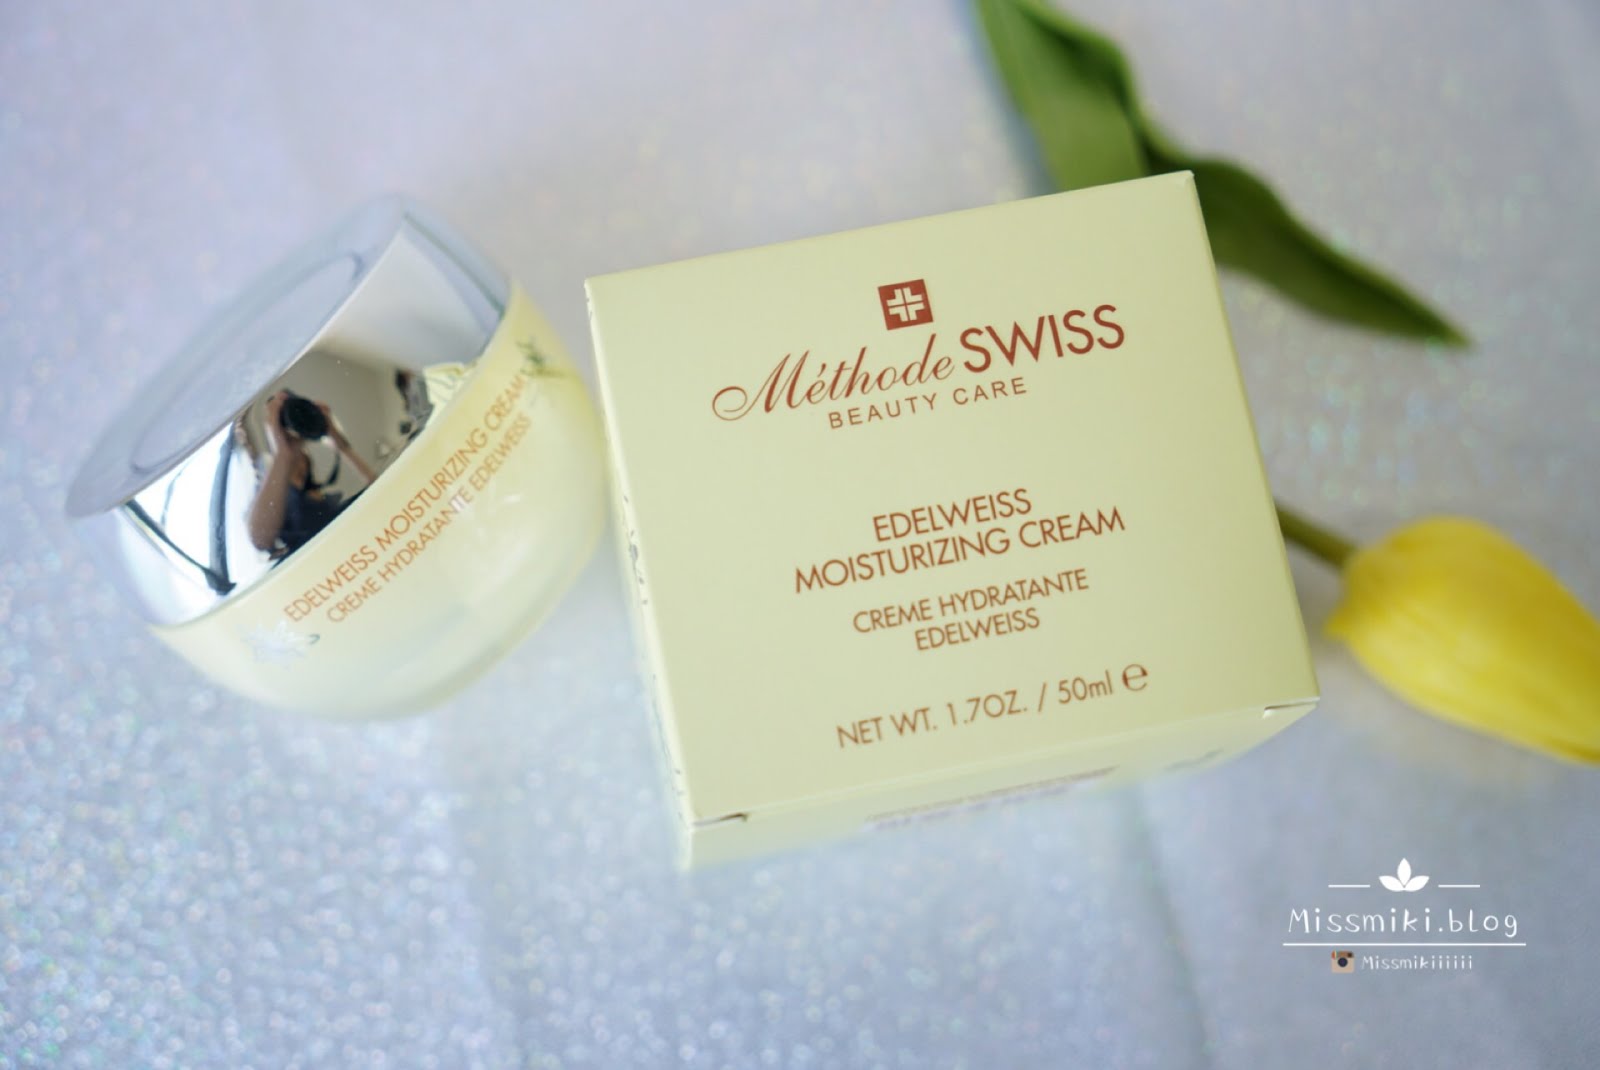 EDELWEISS MOISTURIZING CREAM
CREME HYDRATANTE EDELWEISS
Méthode SWISS
BEAUTY CARE
EDELWEISS
MOISTURIZING CREAM
CREME HYDRATANTE
EDELWEISS
NET WT. 1.7OZ. / 50ml ℮
Missmiki.blog
Missmikiiiiii